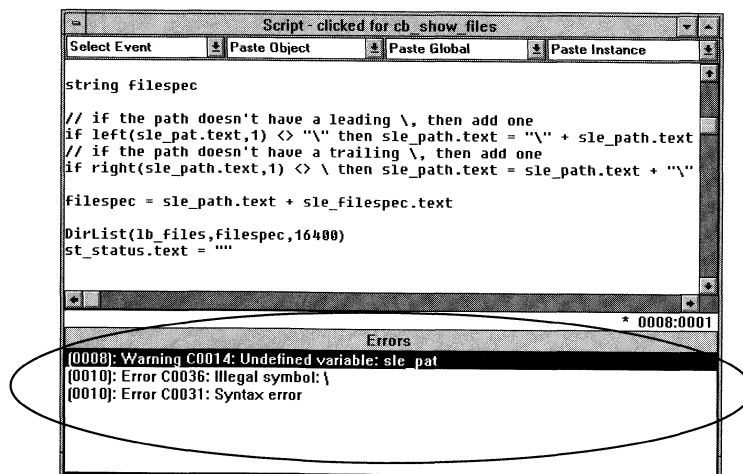 Script - clicked for cb_show_files
Select Event Paste Object Paste Global Paste Instance
string filespec
// if the path doesn't have a leading \, then add one
if left(sle_pat.text,1) <> "\" then sle_path.text = "\" + sle_path.text
// if the path doesn't have a trailing \, then add one
if right(sle_path.text,1) <> \ then sle_path.text = sle_path.text + "\"
filespec = sle_path.text + sle_filespec.text
DirList(lb_files,filespec,16400)
st_status.text = ""
* 0008:0001
Errors
(0008): Warning C0014: Undefined variable: sle_pat
(0010): Error C0036: Illegal symbol: \
(0010): Error C0031: Syntax error